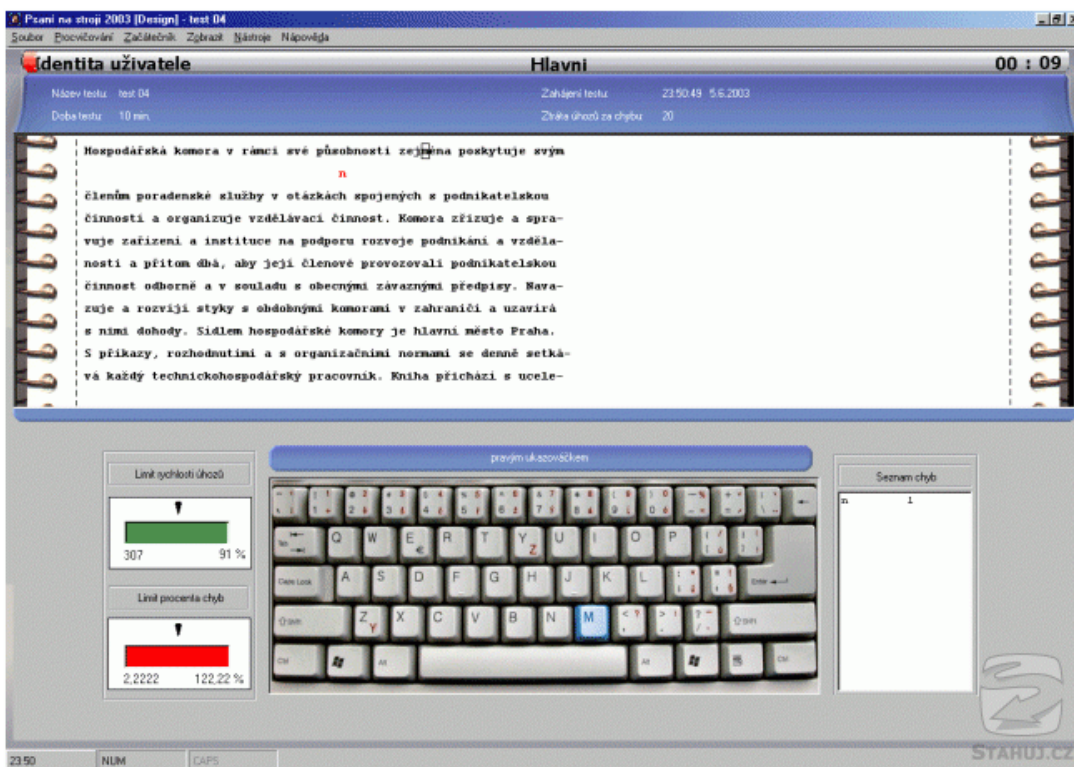 Psani na stroji 2003 [Design] - test 04
Soubor Procvičování Začátečník Zobrazit Nástroje Nápověda
Identita uživatele Hlavni 00 : 09
Název testu: test 04 Zahájení testu: 23:50:49 5.6.2003
Doba testu: 10 min. Ztráta úhozů za chybu: 20
Hospodářská komora v rámci své působnosti zejména poskytuje svým
n
členům poradenské služby v otázkách spojených s podnikatelskou
činností a organizuje vzdělávací činnost. Komora zřizuje a spra-
vuje zařízení a instituce na podporu rozvoje podnikání a vzděla-
nosti a přitom dbá, aby její členové provozovali podnikatelskou
činnost odborně a v souladu s obecnými závaznými předpisy. Nava-
zuje a rozvíjí styky s obdobnými komorami v zahraničí a uzavírá
s nimi dohody. Sídlem hospodářské komory je hlavní město Praha.
S příkazy, rozhodnutími a s organizačními normami se denně setká-
vá každý technickohospodářský pracovník. Kniha přichází s ucele-
pravým ukazováčkem
Limit rychlosti úhozů
307 91 %
Limit procenta chyb
2,2222 122,22 %
Seznam chyb
n 1
Q W E € R T Y Z U I O P
Caps Lock A S D F G H J K L Enter
Shift Z Y X C V B N M Shift
Ctrl Alt Alt Ctrl
23:50 NUM CAPS
STAHUJ.CZ